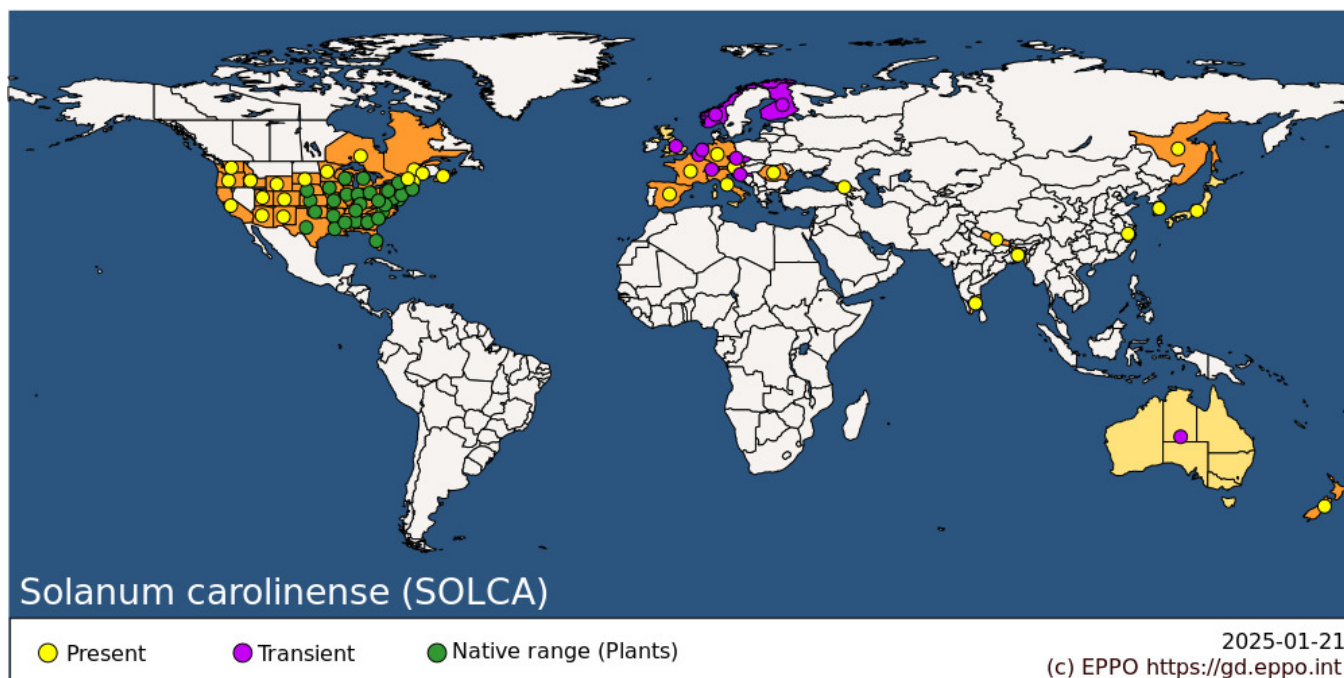 Solanum carolinense (SOLCA)
Present
Transient
Native range (Plants)
2025-01-21
(c) EPPO https://gd.eppo.int